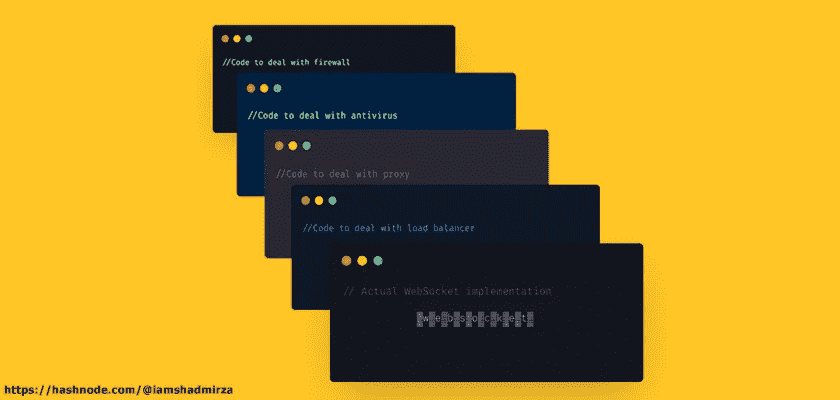 //Code to deal with firewall
//Code to deal with antivirus
//Code to deal with proxy
//Code to deal with load balancer
// Actual WebSocket implementation
▒w▒e▒b▒s▒o▒c▒k▒e▒t▒
https://hashnode.com/@iamshadmirza